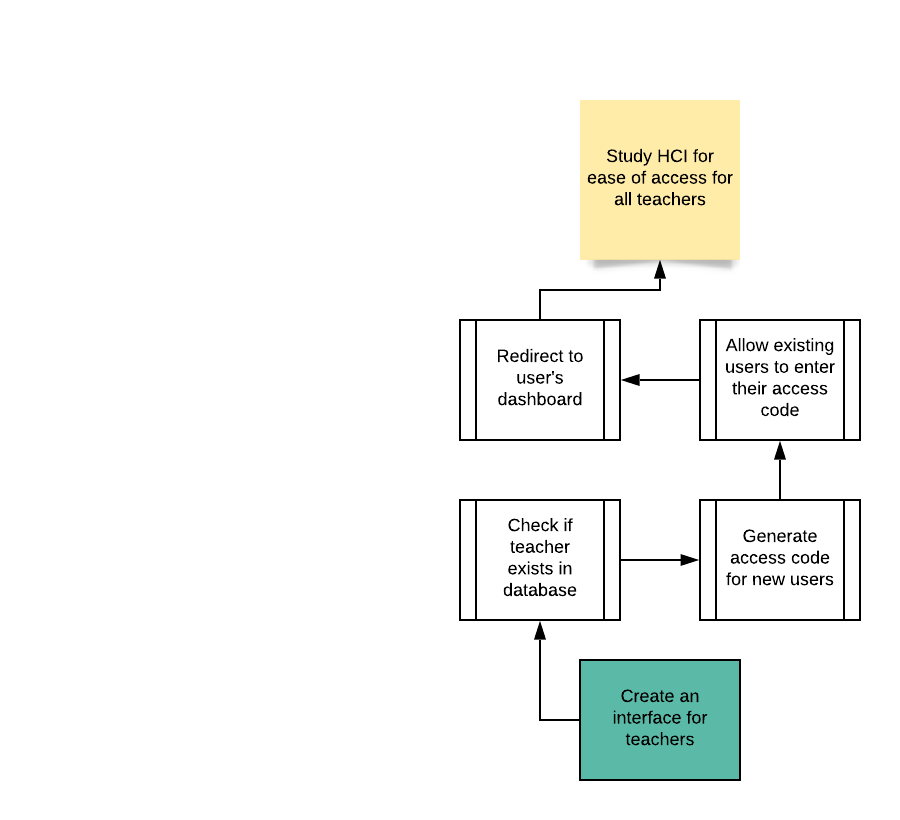 Study HCI for
ease of access for
all teachers
Redirect to
user's
dashboard
Allow existing
users to enter
their access
code
Check if
teacher
exists in
database
Generate
access code
for new users
Create an
interface for
teachers